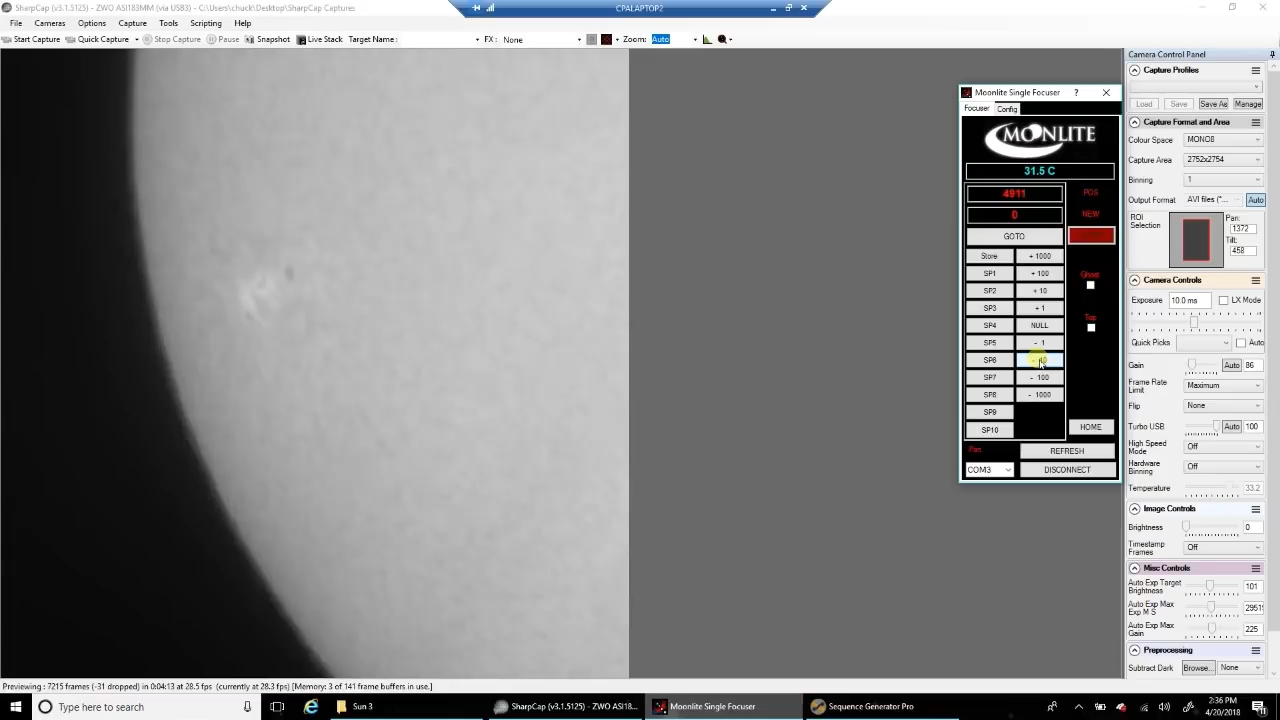 SharpCap (v3.1.5125) - ZWO ASI183MM (via USB3) - C:\Users\chuck\Desktop\SharpCap Captures
CPALAPTOP2
File Cameras Options Capture Tools Scripting Help
Start Capture Quick Capture Stop Capture Pause Snapshot Live Stack Target Name: FX: None Zoom: Auto
Camera Control Panel
Capture Profiles
Load Save Save As Manage
Capture Format and Area
Colour Space MONO8
Capture Area 2752x2754
Binning 1
Output Format AVI files (*... Auto
ROI Selection
Pan: 1372
Tilt: 458
Camera Controls
Exposure 10.0 ms LX Mode
Quick Picks Auto
Gain Auto 86
Frame Rate Limit Maximum
Flip None
Turbo USB Auto 100
High Speed Mode Off
Hardware Binning Off
Temperature 33.2
Image Controls
Brightness 0
Timestamp Frames Off
Misc Controls
Auto Exp Target Brightness 101
Auto Exp Max Exp M S
Auto Exp Max Gain 225
Preprocessing
Subtract Dark Browse... None
Moonlite Single Focuser ?
Focuser Config
MOONLITE
31.5 C
4911 POS
0 NEW
GOTO
Store + 1000
SP1 + 100
SP2 + 10
SP3 + 1
SP4 NULL
SP5 - 1
SP6 - 10
SP7 - 100
SP8 - 1000
SP9
SP10
Ghost
Top
HOME
REFRESH
COM3 DISCONNECT
Previewing : 7215 frames (-31 dropped) in 0:04:13 at 28.5 fps (currently at 28.3 fps) [Memory: 3 of 141 frame buffers in use.]
Type here to search
Sun 3
SharpCap (v3.1.5125) - ZWO ASI18...
Moonlite Single Focuser
Sequence Generator Pro
2:36 PM
4/20/2018